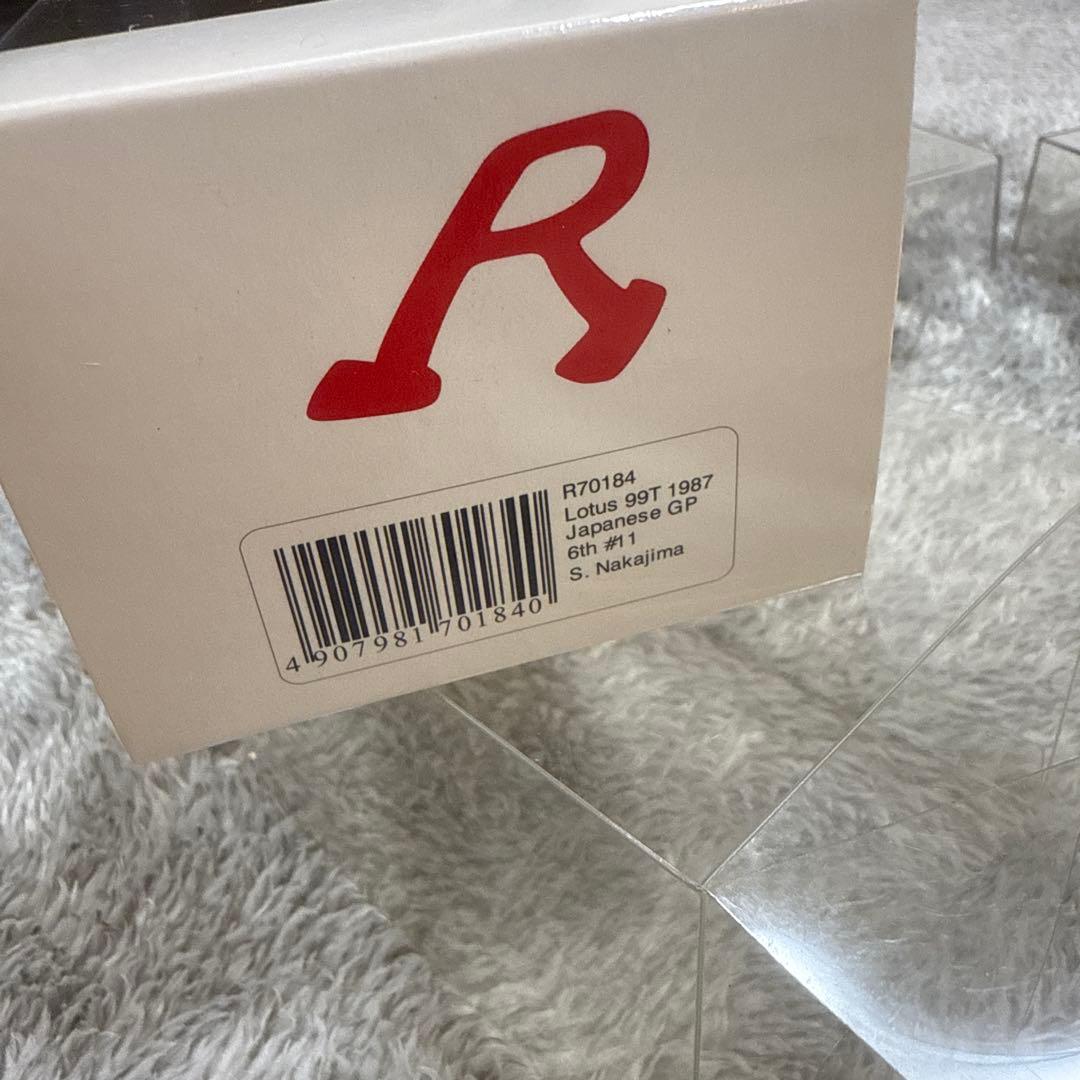 R
R70184
Lotus 99T 1987
Japanese GP
6th #11
S. Nakajima
4 907981 701840